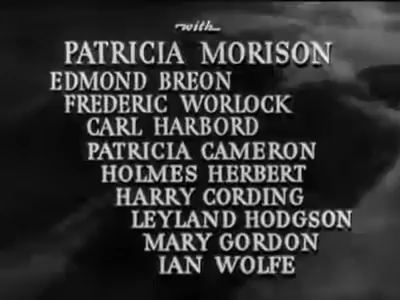 with
PATRICIA MORISON
EDMOND BREON
FREDERIC WORLOCK
CARL HARBORD
PATRICIA CAMERON
HOLMES HERBERT
HARRY CORDING
LEYLAND HODGSON
MARY GORDON
IAN WOLFE